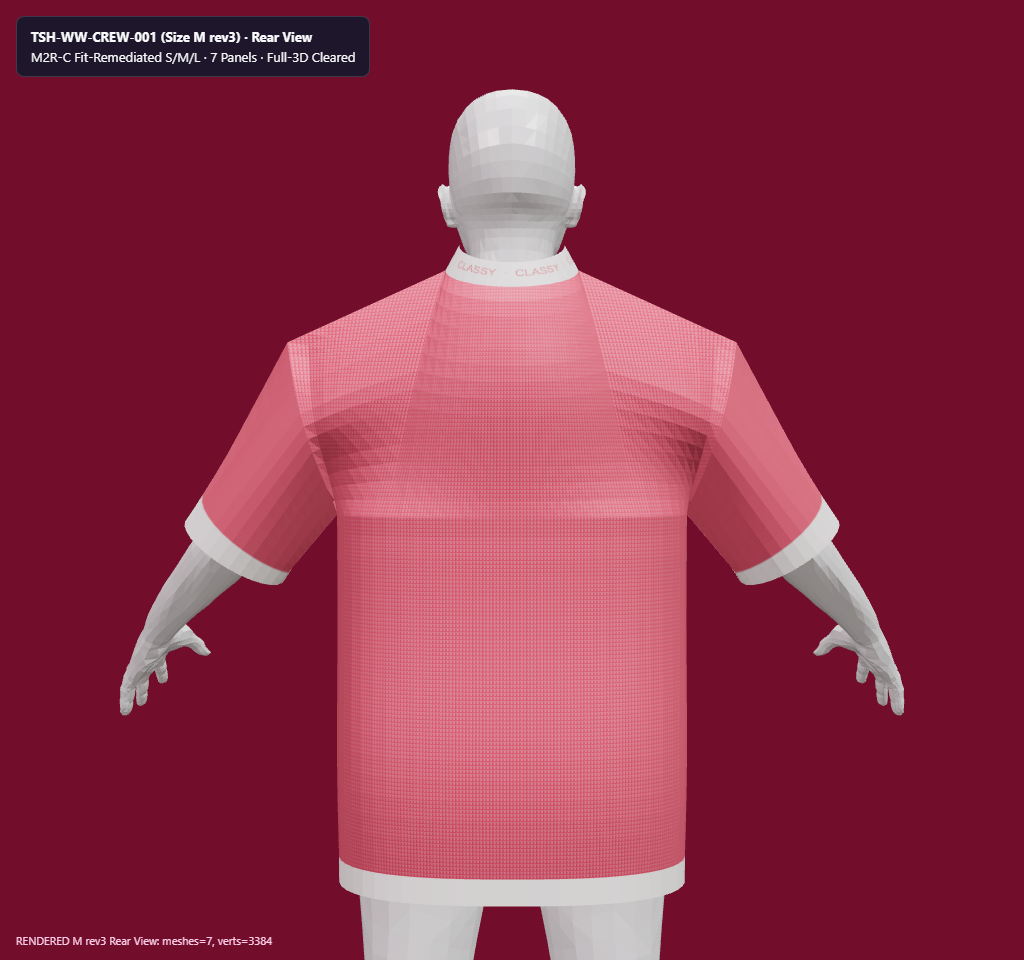 TSH-WW-CREW-001 (Size M rev3) · Rear View
M2R-C Fit-Remediated S/M/L · 7 Panels · Full-3D Cleared
CLASSY · CLASSY
RENDERED M rev3 Rear View: meshes=7, verts=3384